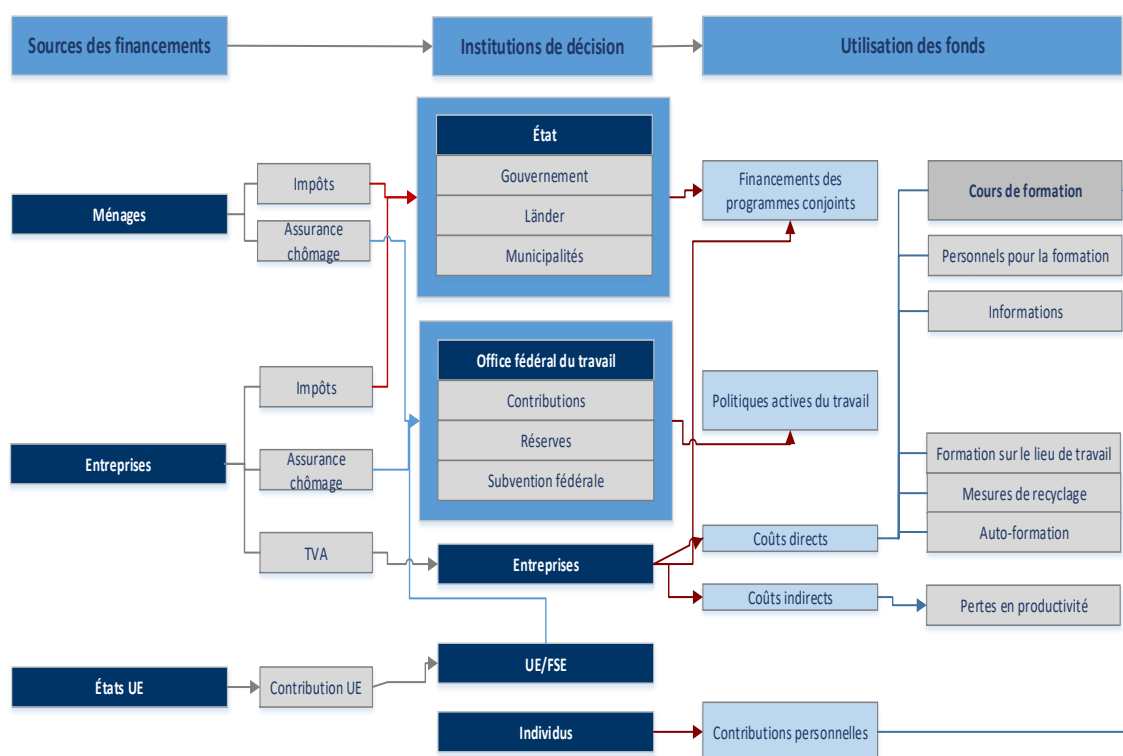 Sources des financements
Institutions de décision
Utilisation des fonds
Ménages
Impôts
Assurance
chômage
État
Gouvernement
Länder
Municipalités
Financements des
programmes conjoints
Cours de formation
Personnels pour la formation
Informations
Entreprises
Impôts
Assurance
chômage
TVA
Office fédéral du travail
Contributions
Réserves
Subvention fédérale
Politiques actives du travail
Formation sur le lieu de travail
Mesures de recyclage
Auto-formation
Entreprises
Coûts directs
Coûts indirects
Pertes en productivité
États UE
Contribution UE
UE/FSE
Individus
Contributions personnelles